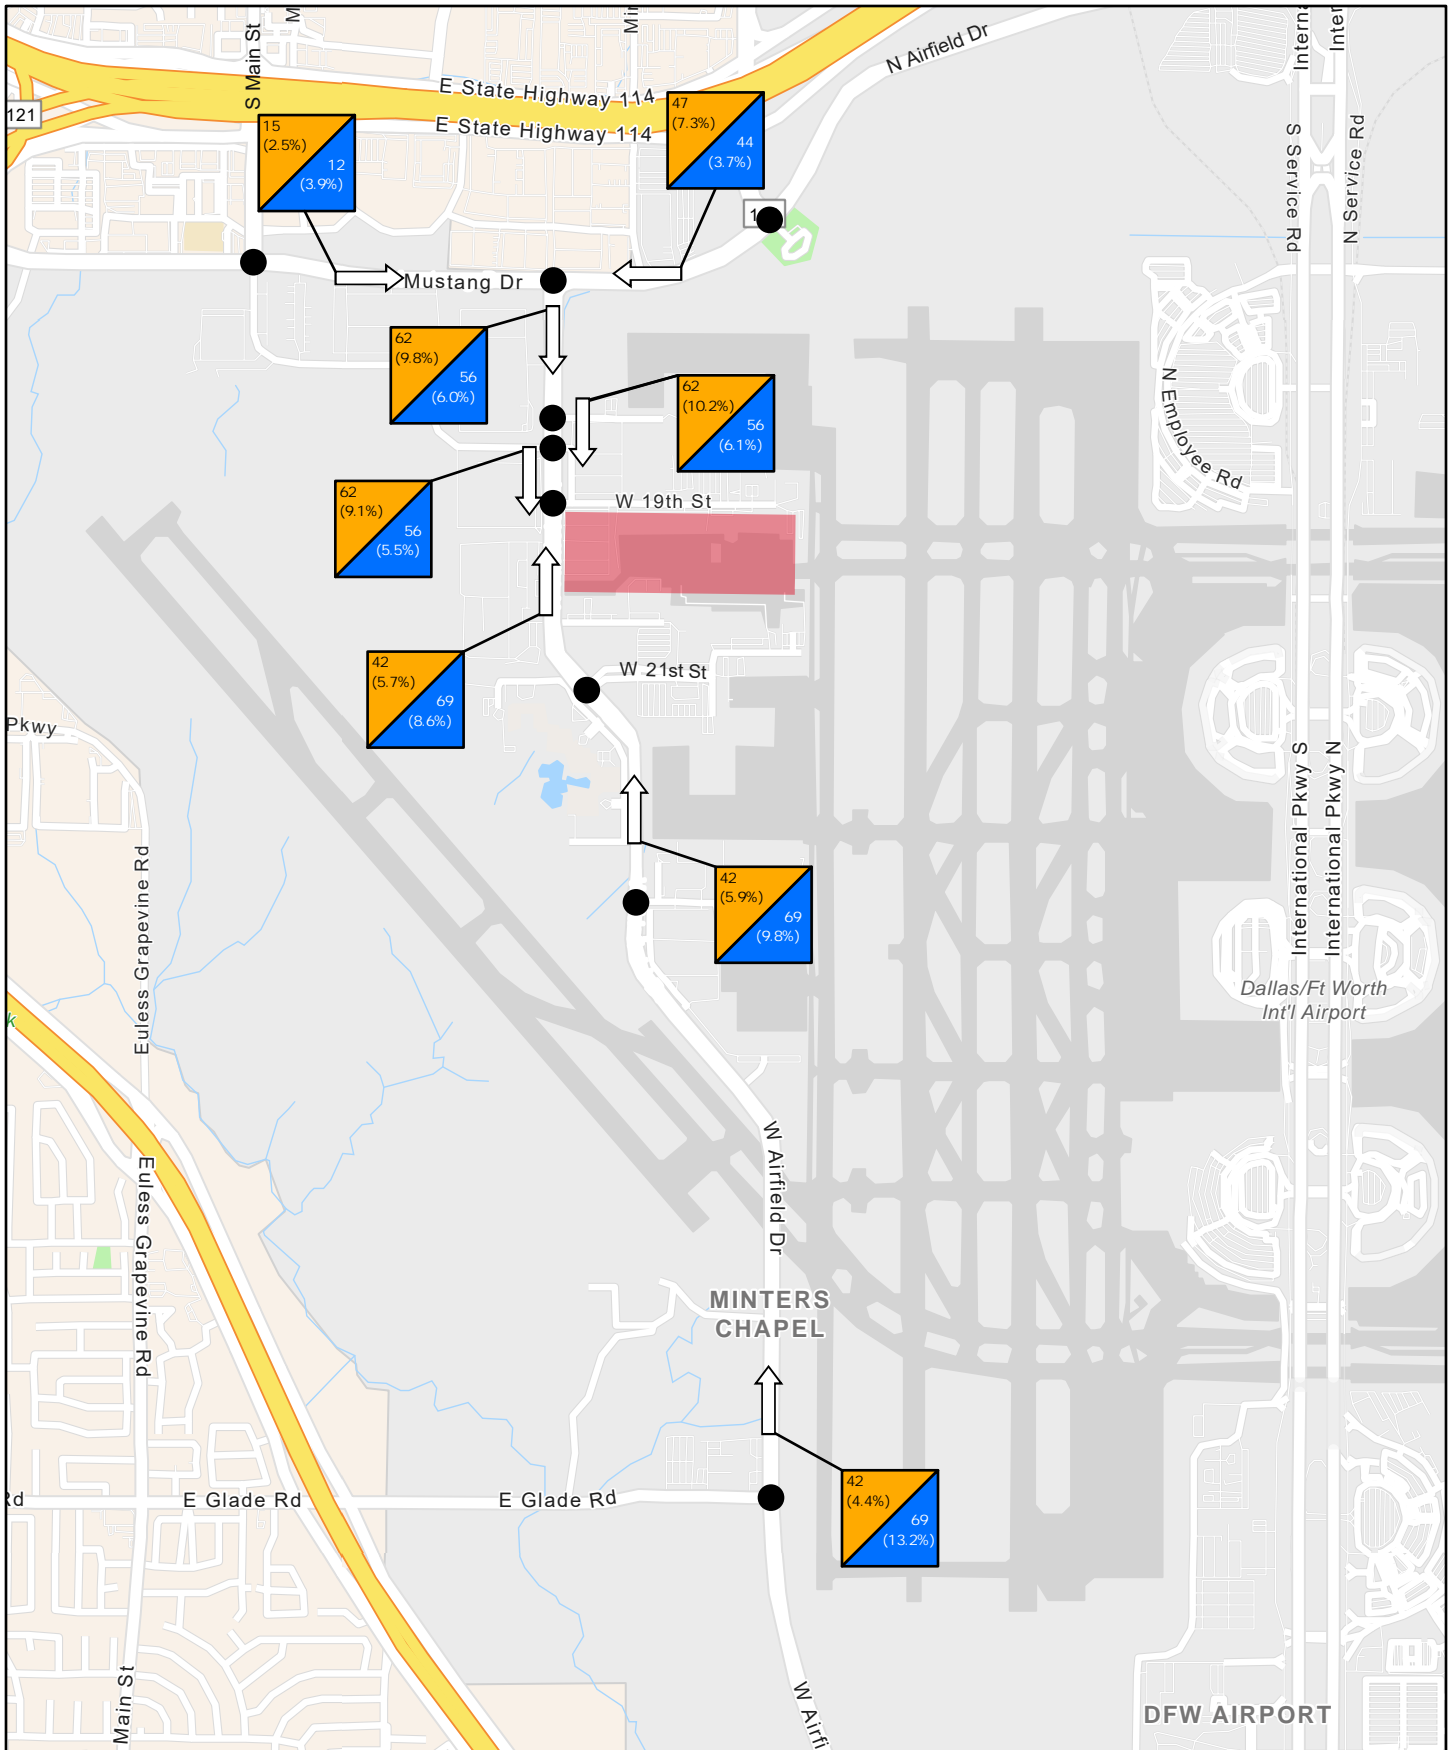 S Main St
121
E State Highway 114
E State Highway 114
N Airfield Dr
S Service Rd
N Service Rd
15
(2.5%)
12
(3.9%)
47
(7.3%)
44
(3.7%)
Mustang Dr
62
(9.8%)
56
(6.0%)
62
(10.2%)
56
(6.1%)
N Employee Rd
62
(9.1%)
56
(5.5%)
W 19th St
42
(5.7%)
69
(8.6%)
W 21st St
Pkwy
International Pkwy S
International Pkwy N
Euless Grapevine Rd
42
(5.9%)
69
(9.8%)
Dallas/Ft Worth
Int'l Airport
k
W Airfield Dr
Euless Grapevine Rd
MINTERS
CHAPEL
42
(4.4%)
69
(13.2%)
Rd
E Glade Rd
E Glade Rd
Main St
W Airfi
DFW AIRPORT